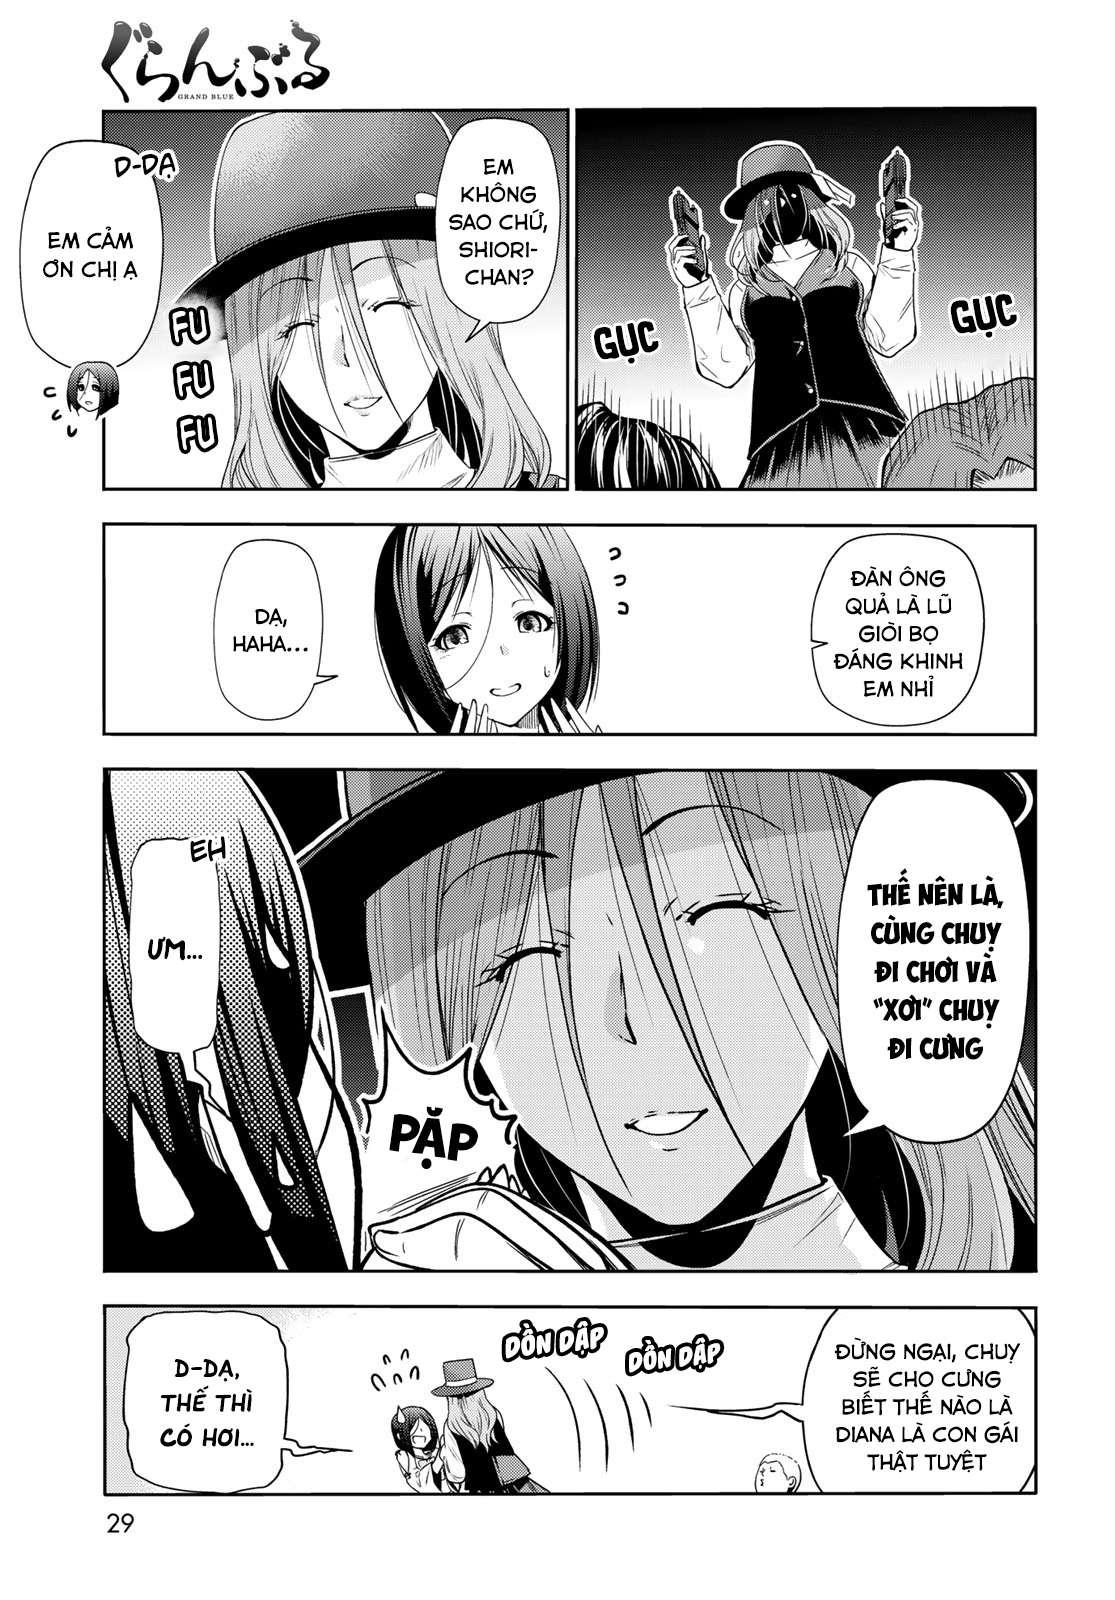 ぐらんぶる
GRAND BLUE
GỤC
GỤC
EM
KHÔNG
SAO CHỨ,
SHIORI-
CHAN?
FU
FU
FU
D-DẠ
EM CẢM
ƠN CHỊ Ạ
ĐÀN ÔNG
QUẢ LÀ LŨ
GIỜI BỌ
ĐÁNG KHINH
EM NHỈ
DẠ,
HAHA...
THẾ NÊN LÀ,
CÙNG CHUỴ
ĐI CHƠI VÀ
"XƠI" CHUỴ
ĐI CƯNG
PẶP
EH
ƯM...
ĐỪNG NGẠI, CHUỴ
SẼ CHO CƯNG
BIẾT THẾ NÀO LÀ
DIANA LÀ CON GÁI
THẬT TUYỆT
DỒN DẬP
DỒN DẬP
D-DẠ,
THẾ THÌ
CÓ HƠI...
29